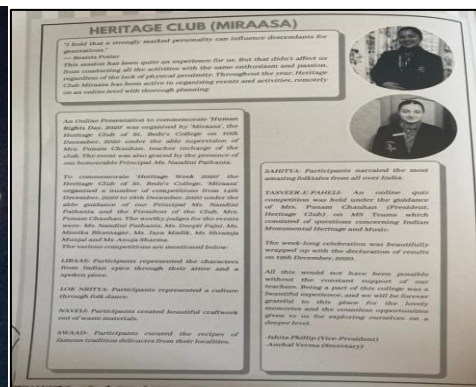 HERITAGE CLUB (MIRAASA)
"I hold that a strongly marked personality can influence descendants for
generations."
— Beatrix Potter
This session has been quite an experience for us. But that didn't affect us
from conducting all the activities with the same enthusiasm and passion,
regardless of the lack of physical proximity. Throughout the year, Heritage
Club Miraasa has been active in organising events and activities, remotely
on an online level with thorough planning
An Online Presentation to commemorate 'Human
Rights Day, 2020' was organised by 'Miraasa', the
Heritage Club of St. Bede's College on 10th
December, 2020 under the able supervision of
Mrs. Punam Chauhan, teacher incharge of the
club. The event was also graced by the presence of
our honorable Principal, Ms. Nandini Pathania.
To commemorate 'Heritage Week 2020' the
Heritage Club of St. Bede's College, 'Miraasa'
organised a number of competitions from 14th
December, 2020 to 18th December, 2020 under the
able guidance of our Principal Ms. Nandini
Pathania and the President of the Club, Mrs.
Punam Chauhan. The worthy judges for the events
were- Ms. Nandini Pathania, Ms. Deepti Fajni, Ms.
Monika Bhatnagar, Ms. Jaya Madik, Ms. Shramja
Munjal and Ms. Anuja Sharma.
The various competitions are mentioned below:
LIBAAS: Participants represented the characters
from Indian epics through their attire and a
spoken piece.
LOK NRITYA: Participants represented a culture
through folk dance.
NAVELI: Participants created beautiful craftwork
out of waste materials.
SWAAD: Participants curated the recipes of
famous tradition delicacies from their localities.
SAHITYA: Participants narrated the most
amazing folktales from all over India.
TASVEER-E-PAHELI: An online quiz
competition was held under the guidance
of Mrs. Punam Chauhan (President,
Heritage Club) on MS Teams which
consisted of questions concerning Indian
Monumental Heritage and Music.
The week-long celebration was beautifully
wrapped up with the declaration of results
on 19th December, 2020.
All this would not have been possible
without the constant support of our
teachers. Being a part of this college was a
beautiful experience, and we will be forever
grateful to this place for the lovely
memories and the countless opportunities
given to us for exploring ourselves on a
deeper level.
-Ishita Phillip (Vice-President)
-Anchal Verma (Secretary)